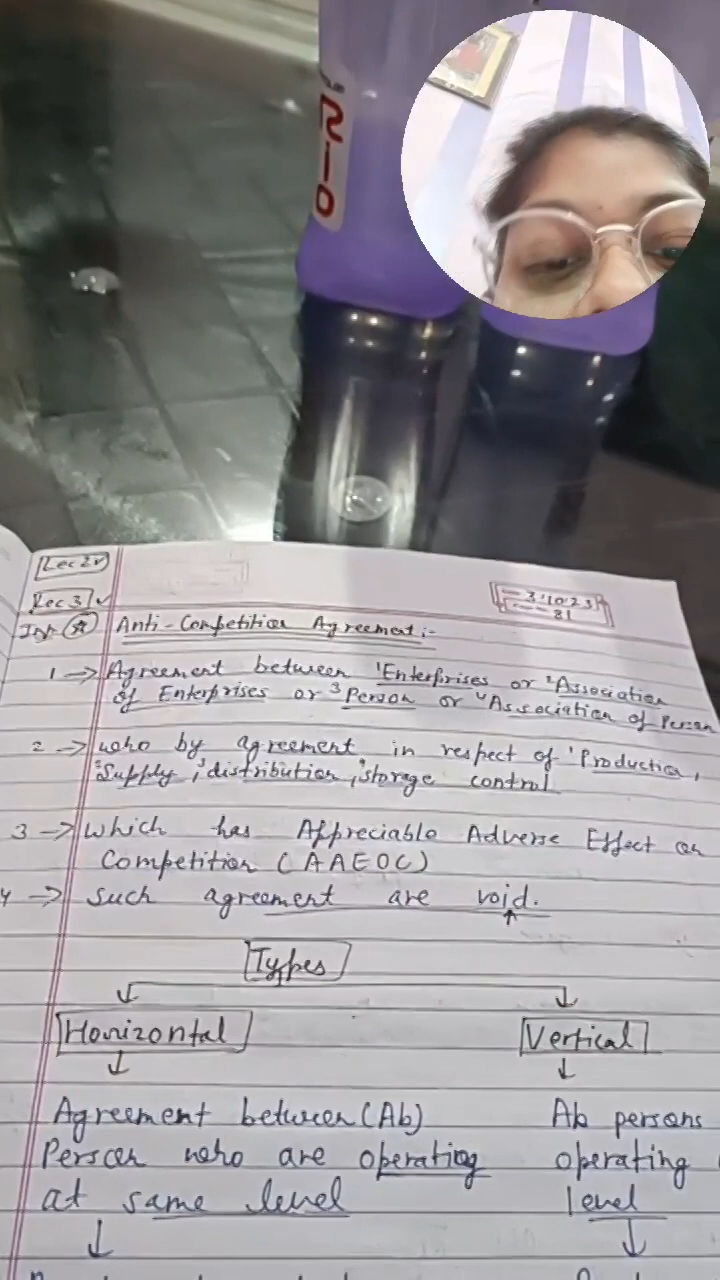 RIO
Lec 2✓
Lec 3✓
3.10.23
81
Anti-Competition Agreement:-
1 → Agreement between ¹Enterprises or ²Association
of Enterprises or ³Person or ⁴Association of Person
2 → who by agreement in respect of ¹Production,
²Supply, ³distribution, ⁴storage control
3 → which has Appreciable Adverse Effect on
Competition (AAEOC)
4 → such agreement are void.
Types
Horizontal Vertical
Agreement between (Ab) Ab persons
Person who are operating operating
at same level level